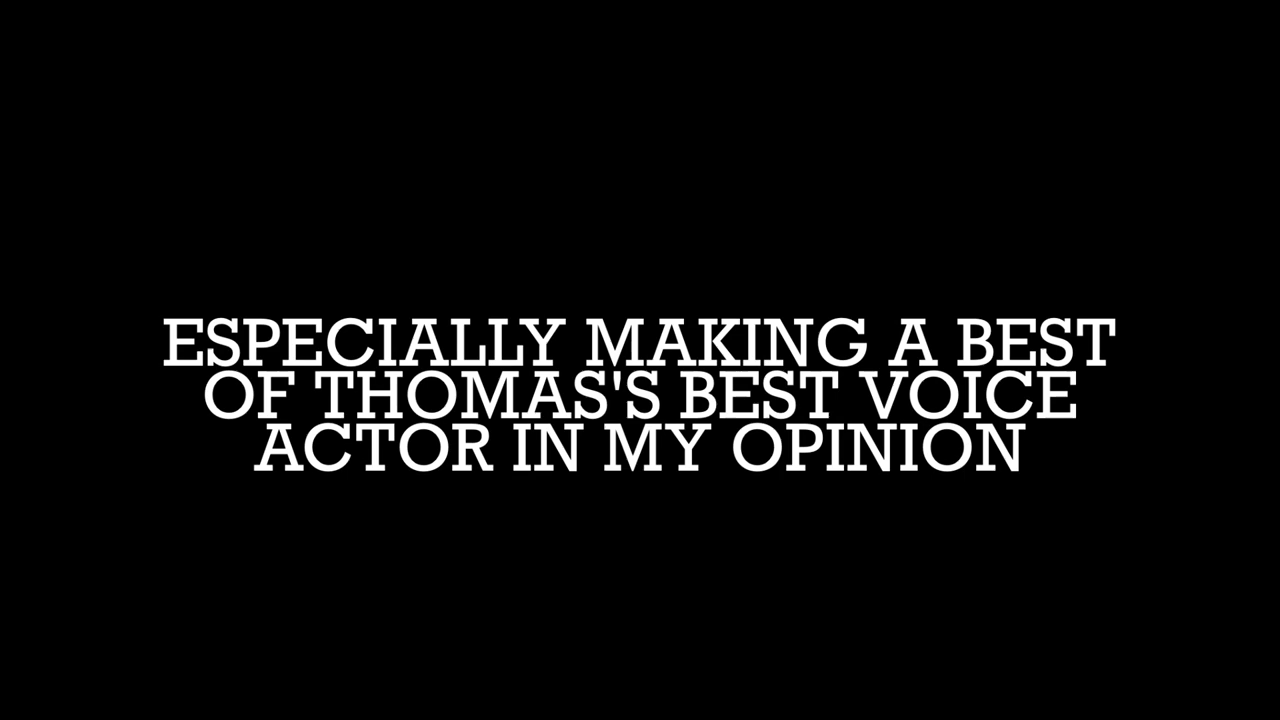 ESPECIALLY MAKING A BEST
OF THOMAS'S BEST VOICE
ACTOR IN MY OPINION